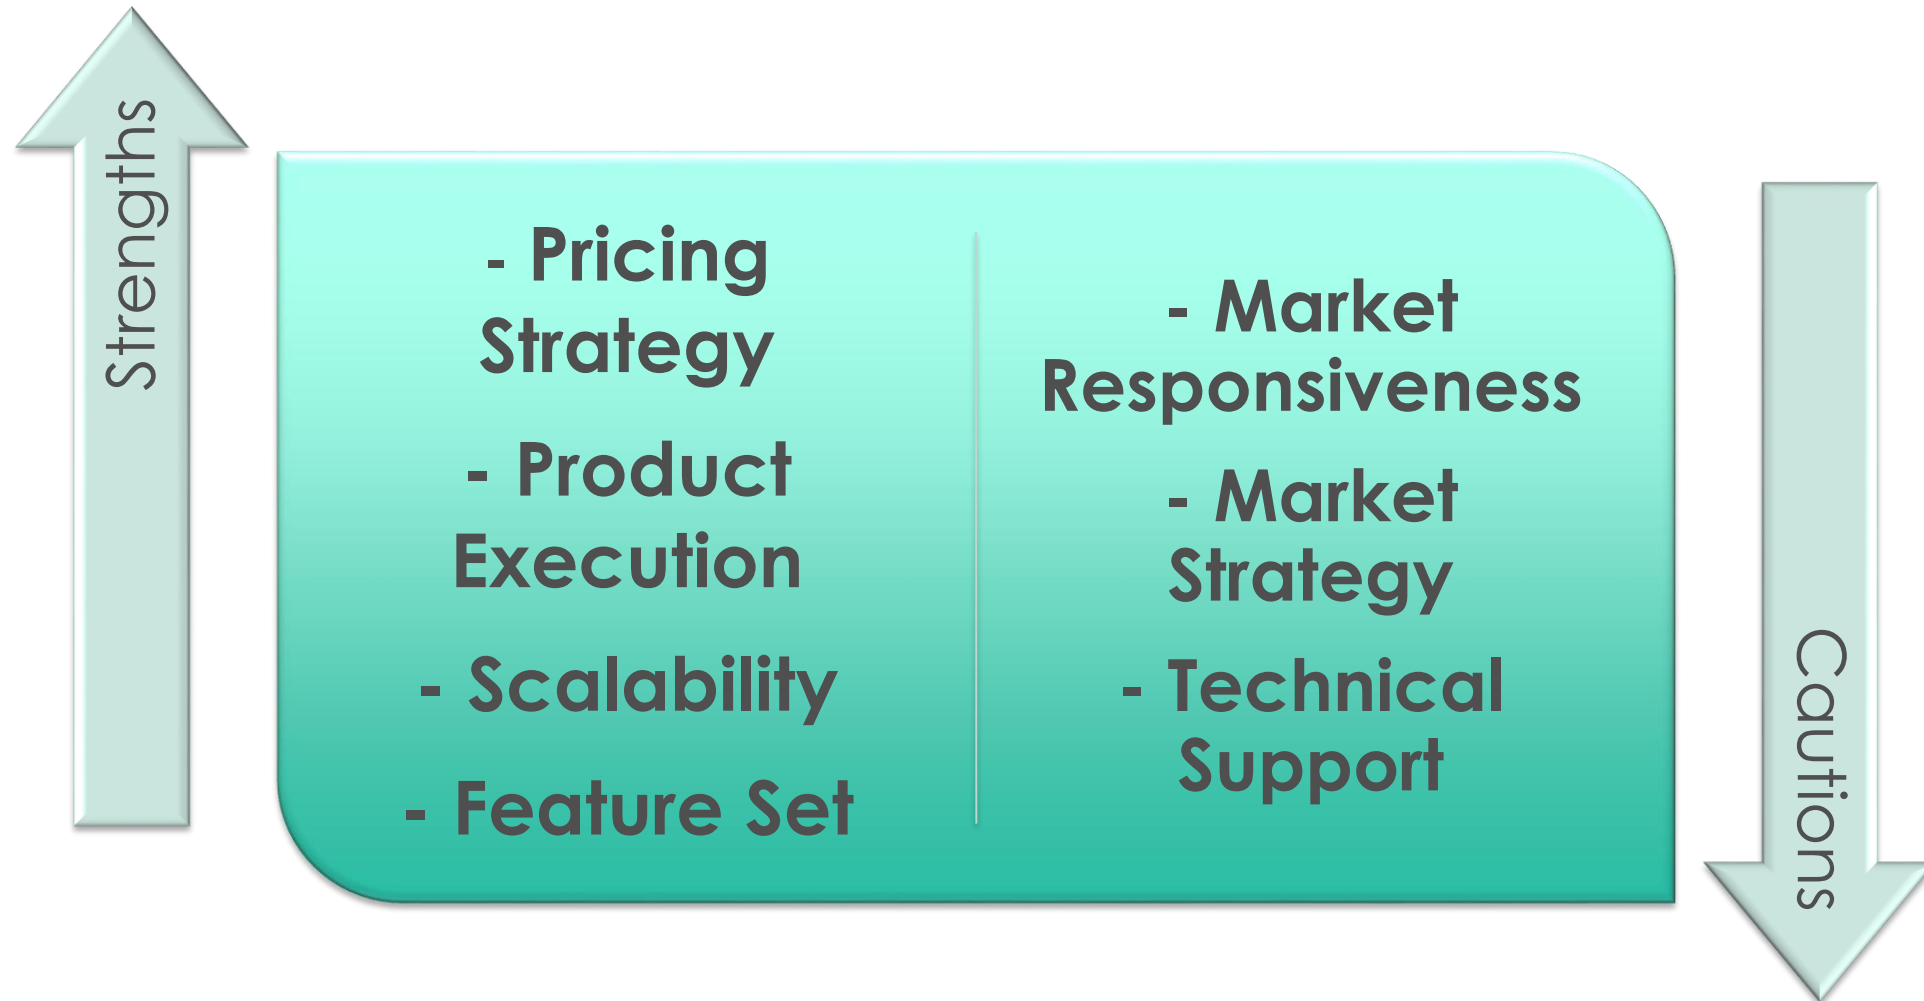 Strengths
- Pricing
Strategy
- Product
Execution
- Scalability
- Feature Set
- Market
Responsiveness
- Market
Strategy
- Technical
Support
Cautions